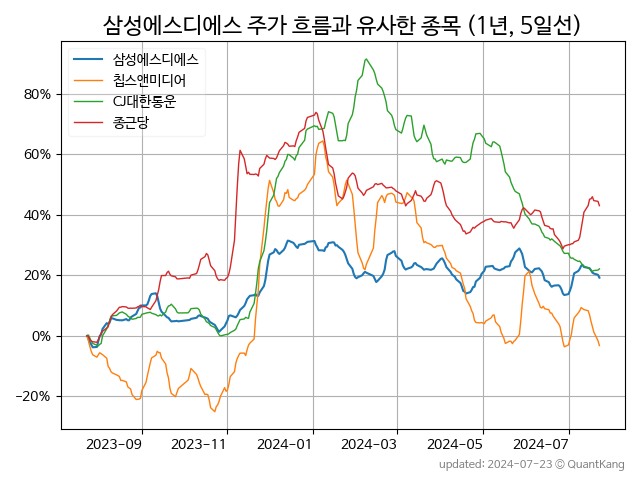 삼성에스디에스 주가 흐름과 유사한 종목 (1년, 5일선)
삼성에스디에스
칩스앤미디어
CJ대한통운
종근당
80%
60%
40%
20%
0%
−20%
2023-09 2023-11 2024-01 2024-03 2024-05 2024-07
updated: 2024-07-23 © QuantKang